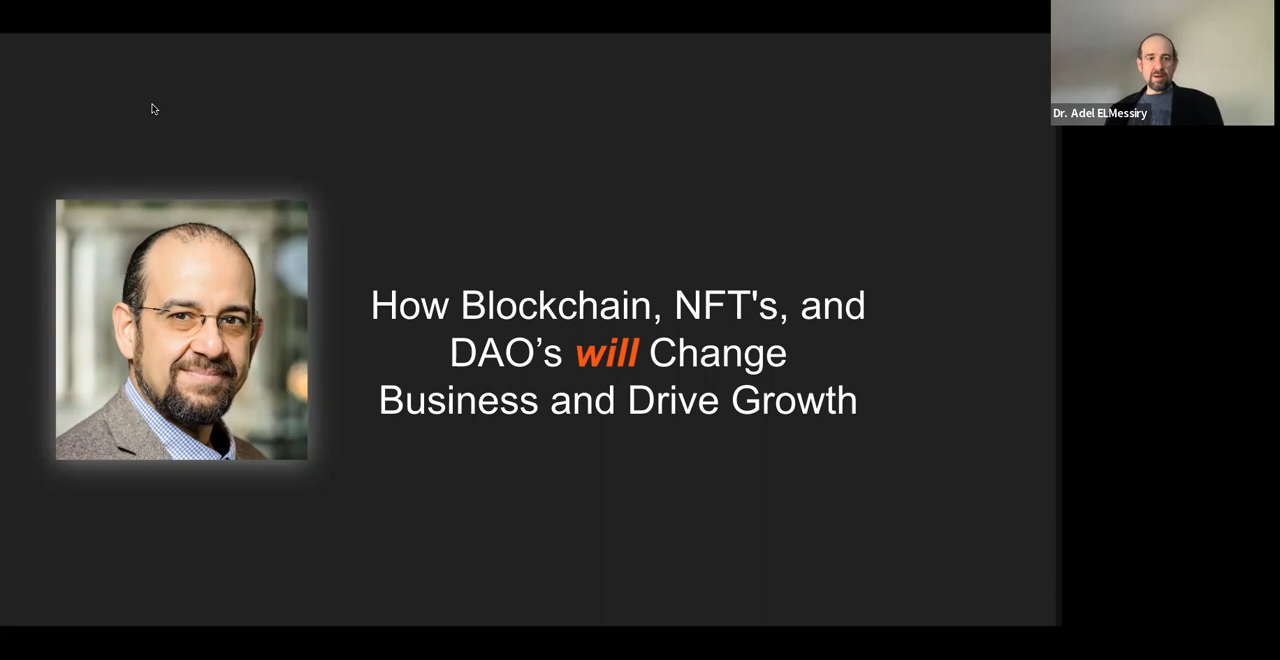 Dr. Adel ELMessiry
How Blockchain, NFT's, and
DAO’s will Change
Business and Drive Growth